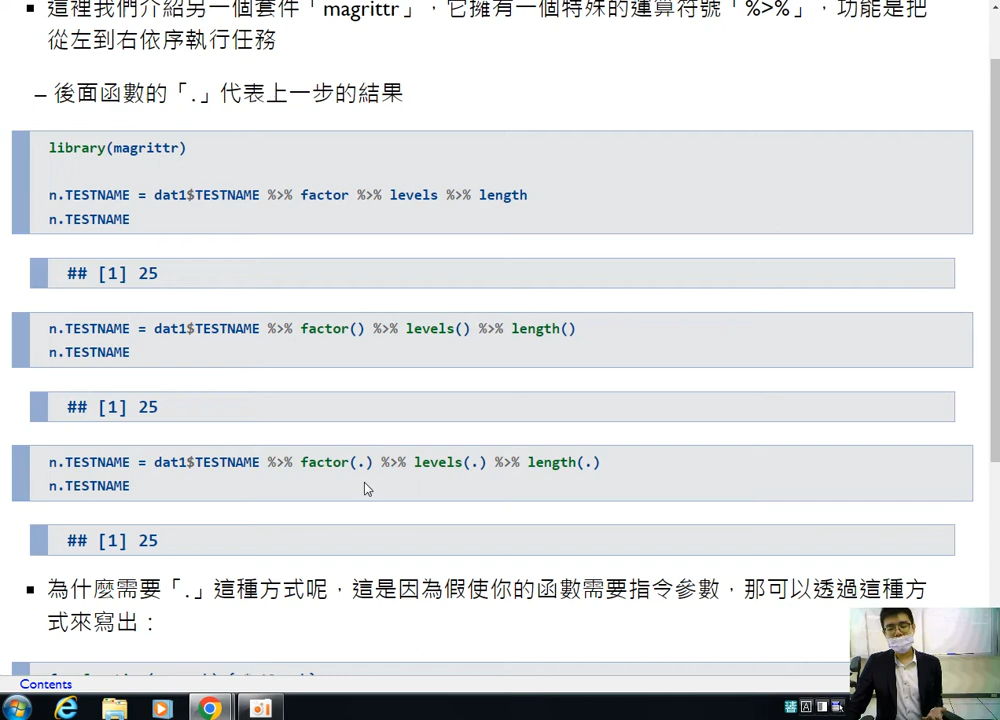 這裡我們介紹另一個套件「magrittr」，它擁有一個特殊的運算符號「%>%」，功能是把
從左到右依序執行任務
– 後面函數的「.」代表上一步的結果
library(magrittr)
n.TESTNAME = dat1$TESTNAME %>% factor %>% levels %>% length
n.TESTNAME
## [1] 25
n.TESTNAME = dat1$TESTNAME %>% factor() %>% levels() %>% length()
n.TESTNAME
## [1] 25
n.TESTNAME = dat1$TESTNAME %>% factor(.) %>% levels(.) %>% length(.)
n.TESTNAME
## [1] 25
為什麼需要「.」這種方式呢，這是因為假使你的函數需要指令參數，那可以透過這種方
式來寫出：
Contents